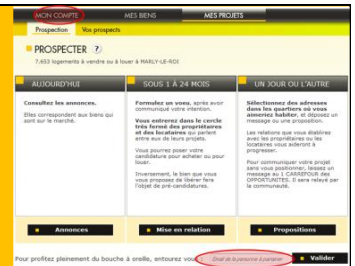 MON COMPTE MES BIENS MES PROJETS
Prospection Vos prospects
PROSPECTER ?
7.653 logements à vendre ou à louer à MARLY-LE-ROI
AUJOURD'HUI
Consultez les annonces.
Elles correspondent aux biens qui sont sur le marché.
Annonces
SOUS 1 À 24 MOIS
Formulez un voeu, après avoir communiqué votre intention.
Vous entrerez dans le cercle très fermé des propriétaires et des locataires qui parlent entre eux de leurs projets.
Vous pourrez poser votre candidature pour acheter ou pour louer.
Inversement, le bien que vous vous proposez de libérer fera l'objet de pré-candidatures.
Mise en relation
UN JOUR OU L'AUTRE
Sélectionnez des adresses dans les quartiers où vous aimeriez habiter, et déposez un message ou une proposition.
Les relations que vous établirez avec les propriétaires ou les locataires vous aideront à progresser.
Pour communiquer votre projet sans vous positionner, laissez un message au 1 CARREFOUR des OPPORTUNITES. Il sera relayé par la communauté.
Propositions
Pour profitez pleinement du bouche à oreille, entourez vous : Email de la personne à parrainer Valider